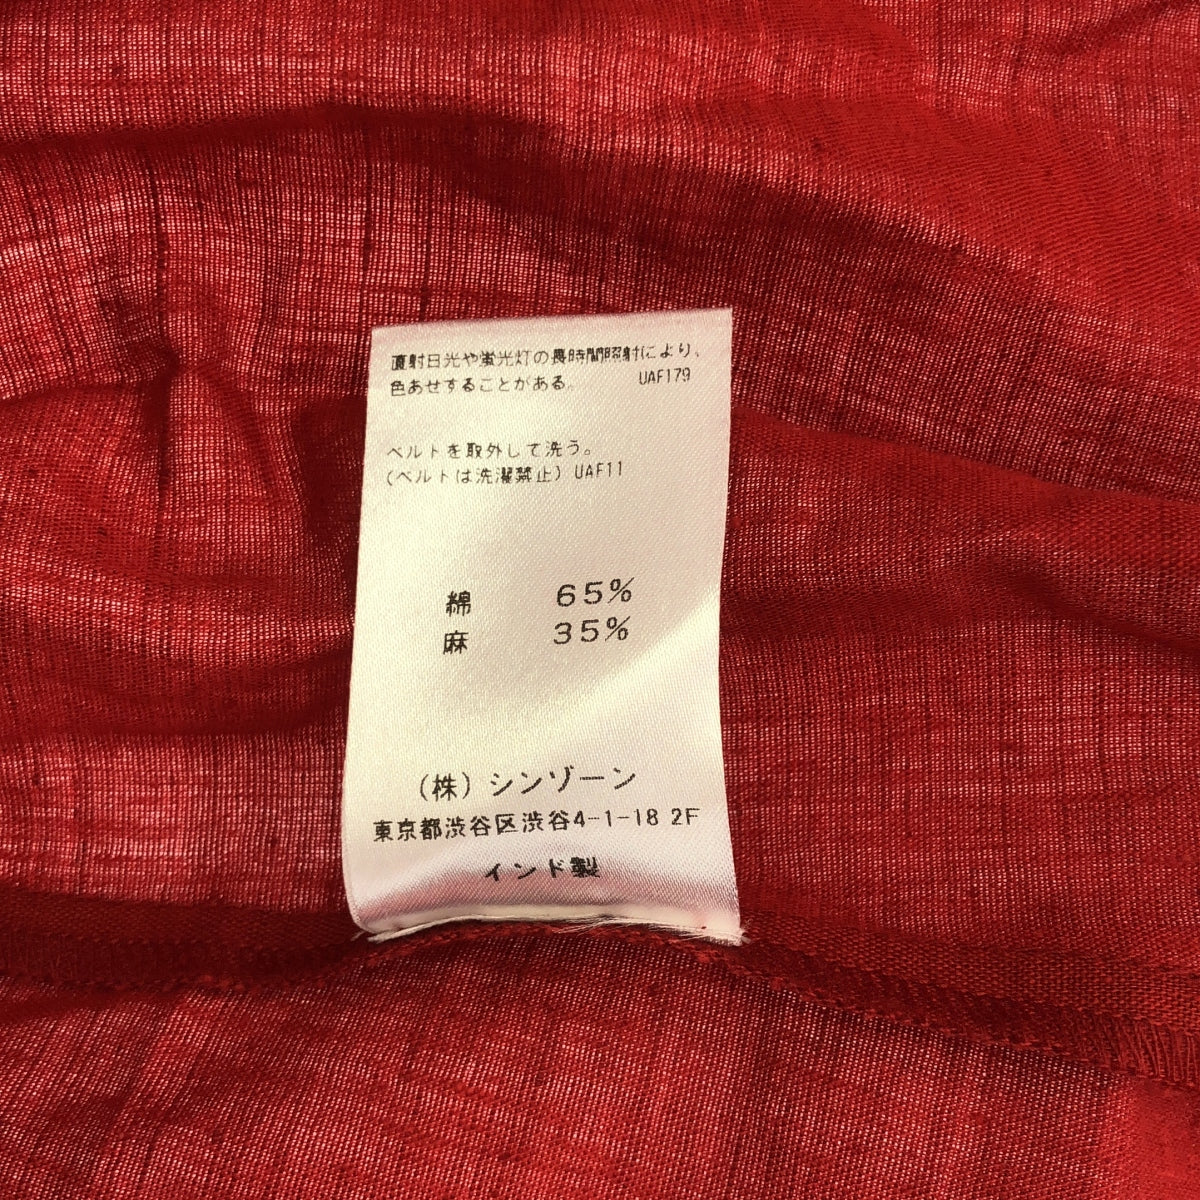 直射日光や蛍光灯の長時間照射により、
色あせすることがある。 UAF179
ベルトを取外して洗う。
(ベルトは洗濯禁止) UAF11
綿 65%
麻 35%
(株)シンゾーン
東京都渋谷区渋谷4-1-18 2F
インド製